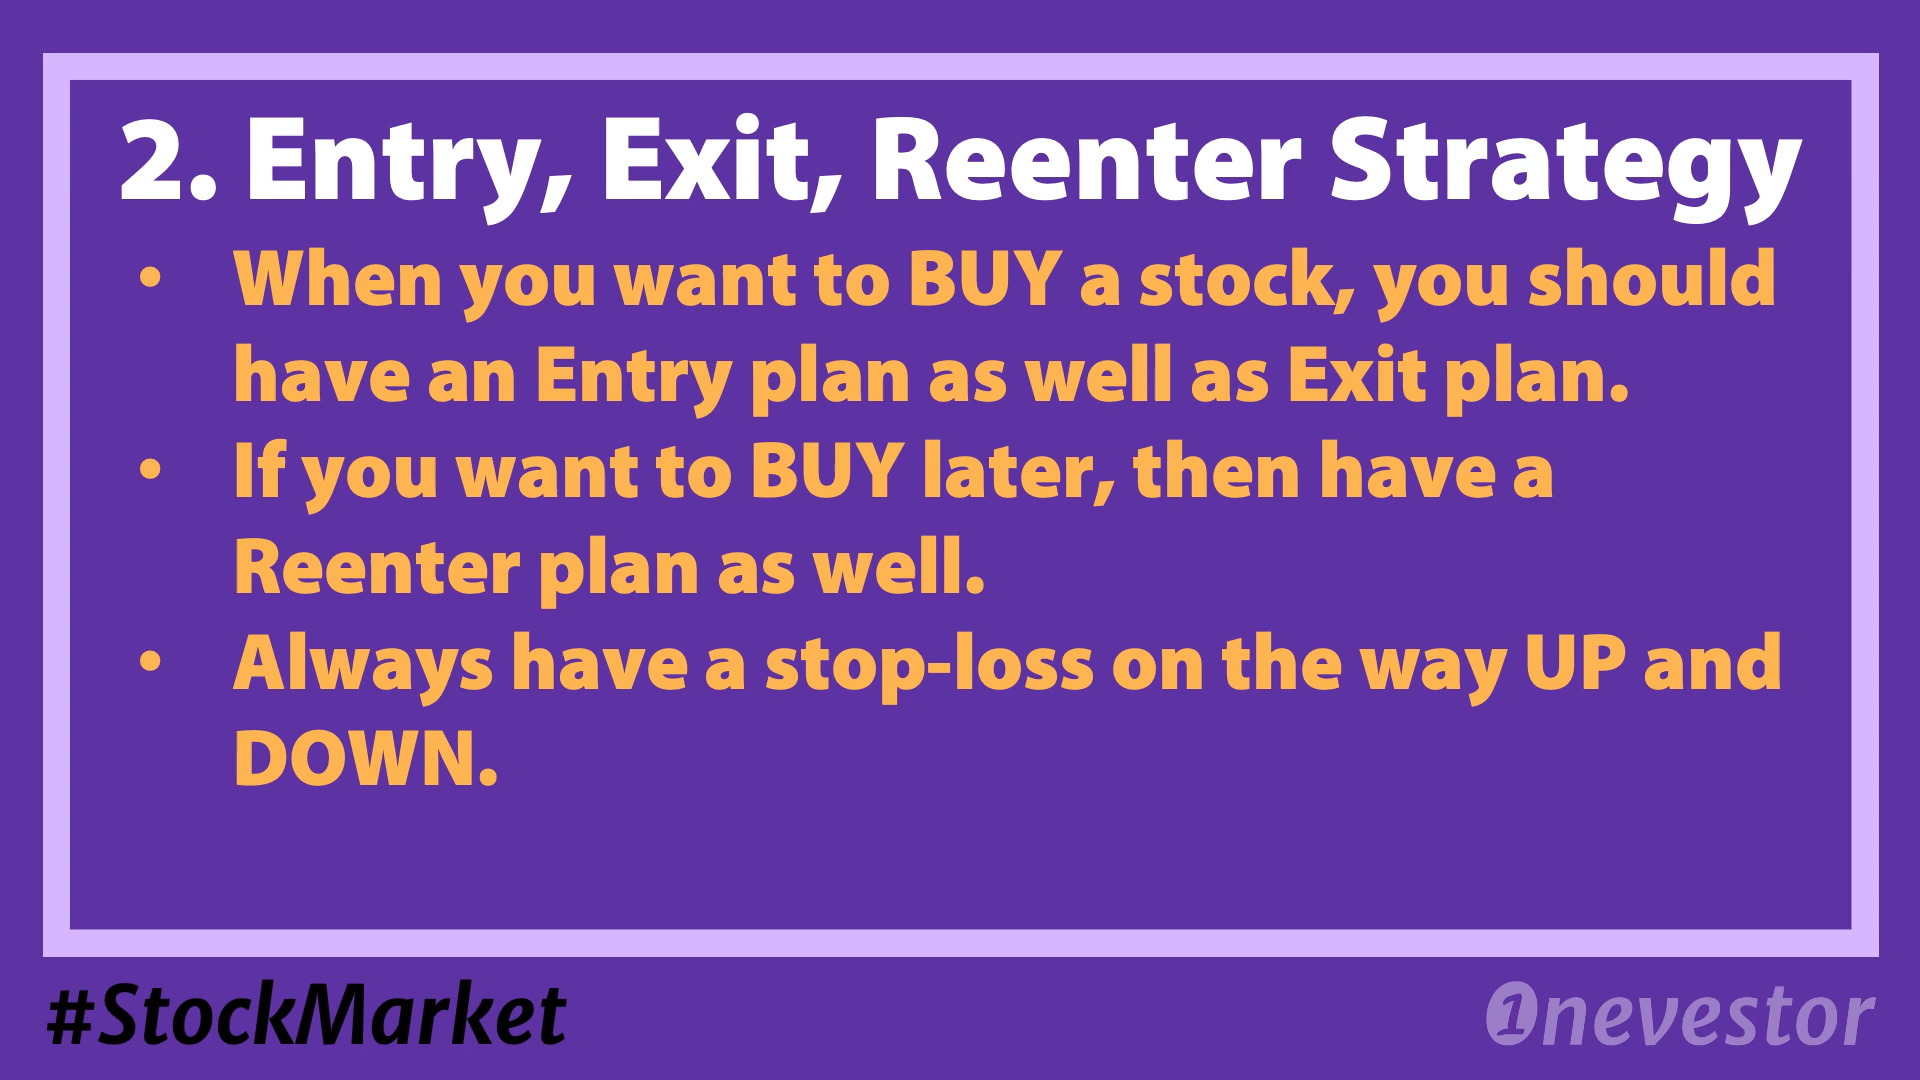 2. Entry, Exit, Reenter Strategy
• When you want to BUY a stock, you should
have an Entry plan as well as Exit plan.
• If you want to BUY later, then have a
Reenter plan as well.
• Always have a stop-loss on the way UP and
DOWN.
#StockMarket
1nevestor